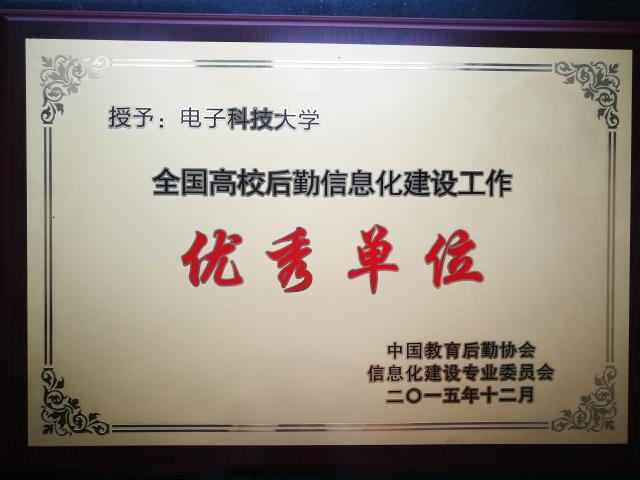 授予：电子科技大学
全国高校后勤信息化建设工作
优秀单位
中国教育后勤协会
信息化建设专业委员会
二〇一五年十二月